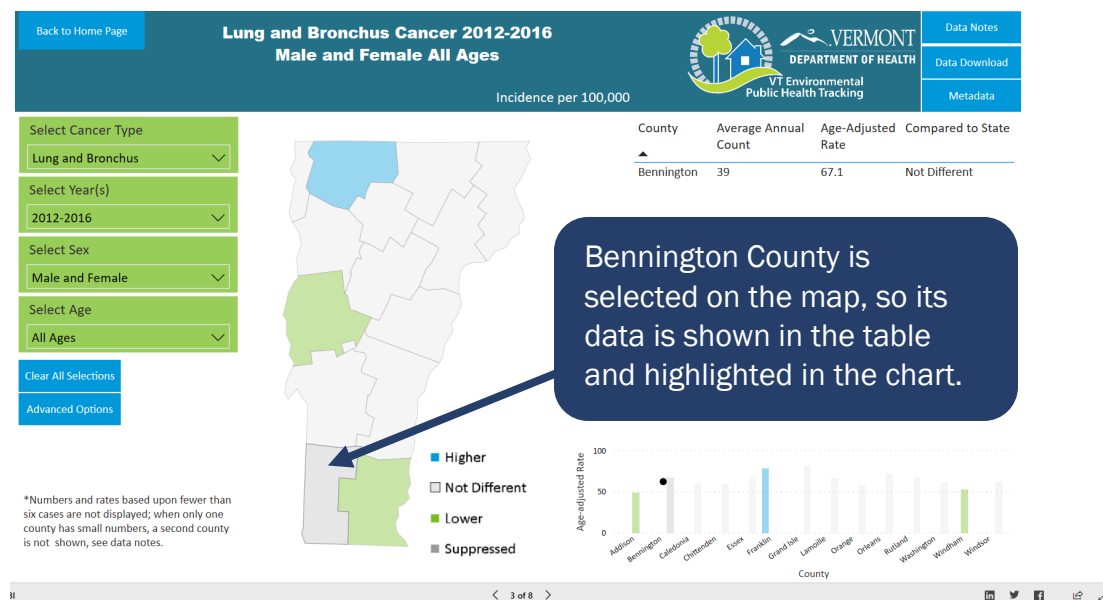 Back to Home Page
Lung and Bronchus Cancer 2012-2016
Male and Female All Ages
Incidence per 100,000
VERMONT
DEPARTMENT OF HEALTH
VT Environmental
Public Health Tracking
Data Notes
Data Download
Metadata
Select Cancer Type
Lung and Bronchus
Select Year(s)
2012-2016
Select Sex
Male and Female
Select Age
All Ages
Clear All Selections
Advanced Options
*Numbers and rates based upon fewer than
six cases are not displayed; when only one
county has small numbers, a second county
is not shown, see data notes.
County Average Annual Count Age-Adjusted Rate Compared to State
Bennington 39 67.1 Not Different
Bennington County is
selected on the map, so its
data is shown in the table
and highlighted in the chart.
Higher
Not Different
Lower
Suppressed
Age-adjusted Rate
100
50
0
Addison Bennington Caledonia Chittenden Essex Franklin Grand Isle Lamoille Orange Orleans Rutland Washington Windham Windsor
County
BI
3 of 8